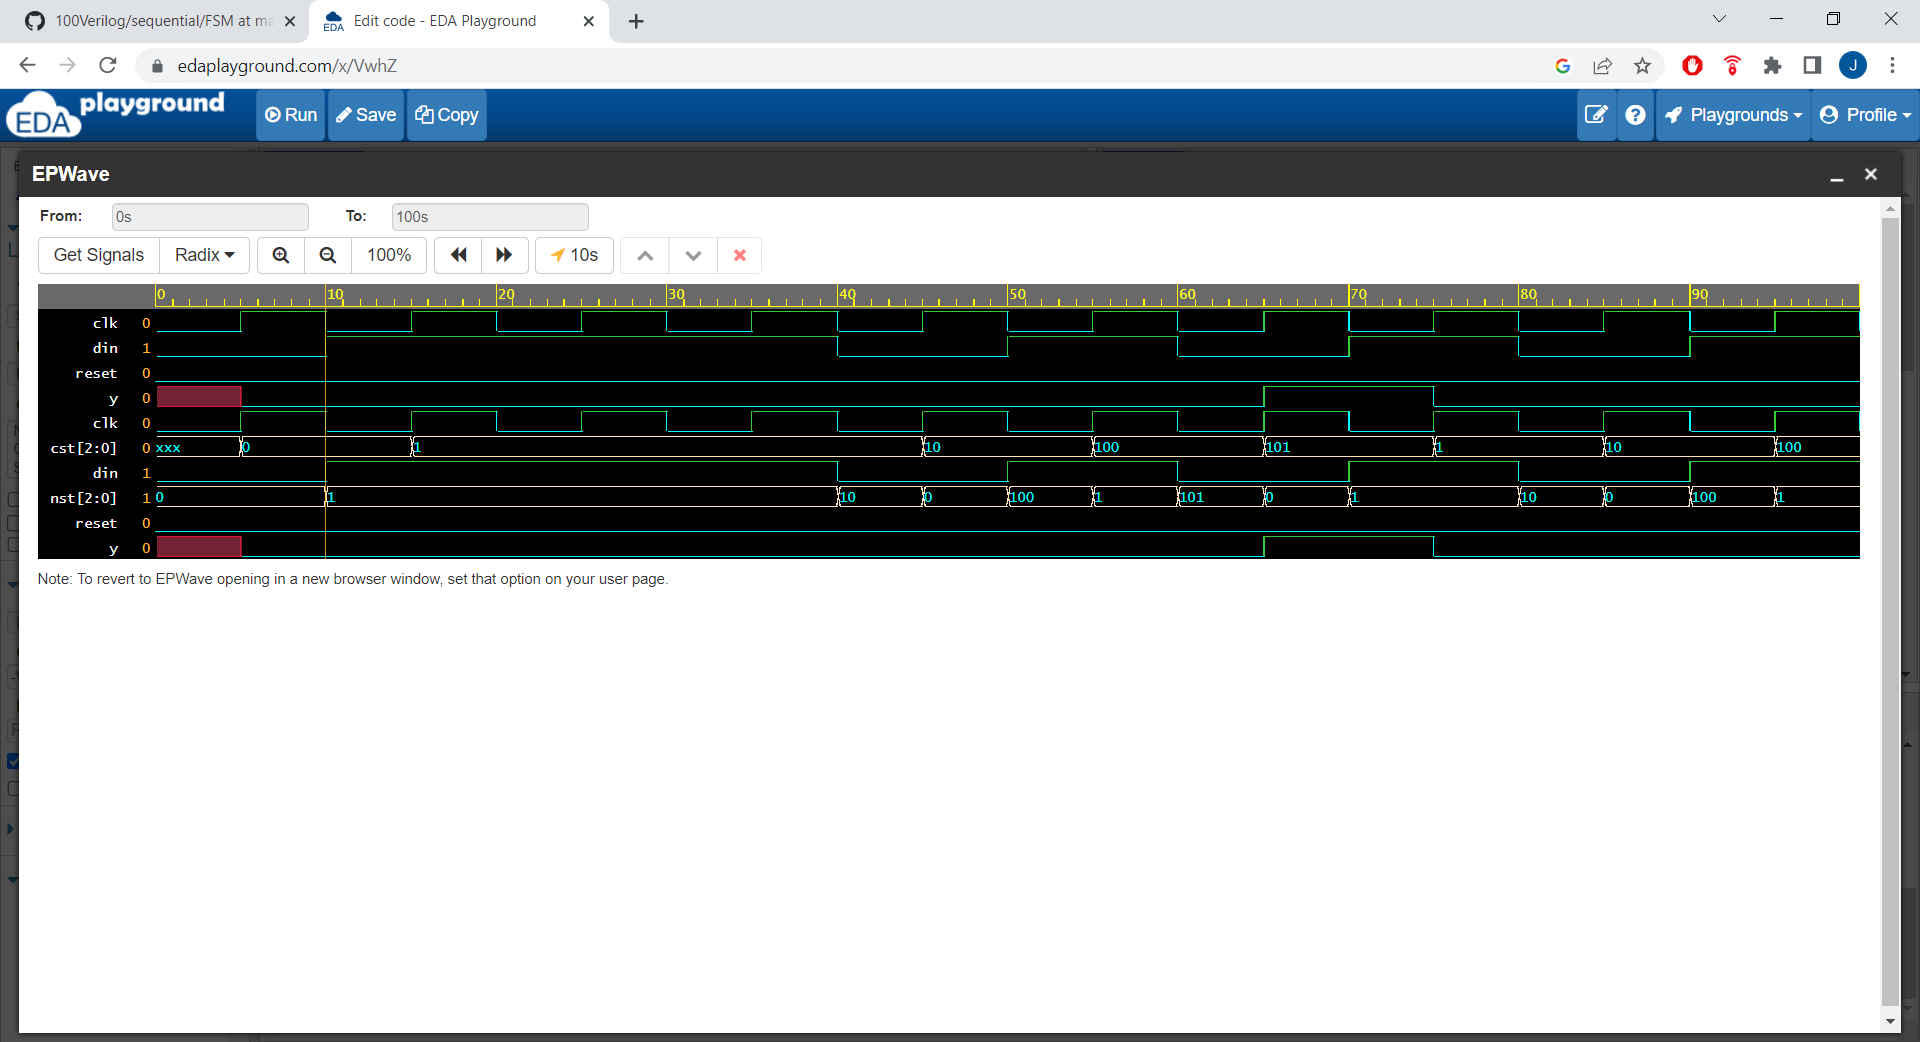 100Verilog/sequential/FSM at ma
Edit code - EDA Playground
edaplayground.com/x/VwhZ
J
EDA playground
Run Save Copy
Playgrounds Profile
EPWave
From: 0s To: 100s
Get Signals Radix 100% 10s
0 10 20 30 40 50 60 70 80 90
clk 0
din 1
reset 0
y 0
clk 0
cst[2:0] 0 xxx 0 1 10 100 101 1 10 100
din 1
nst[2:0] 1 0 1 10 0 100 1 101 0 1 10 0 100 1
reset 0
y 0
Note: To revert to EPWave opening in a new browser window, set that option on your user page.